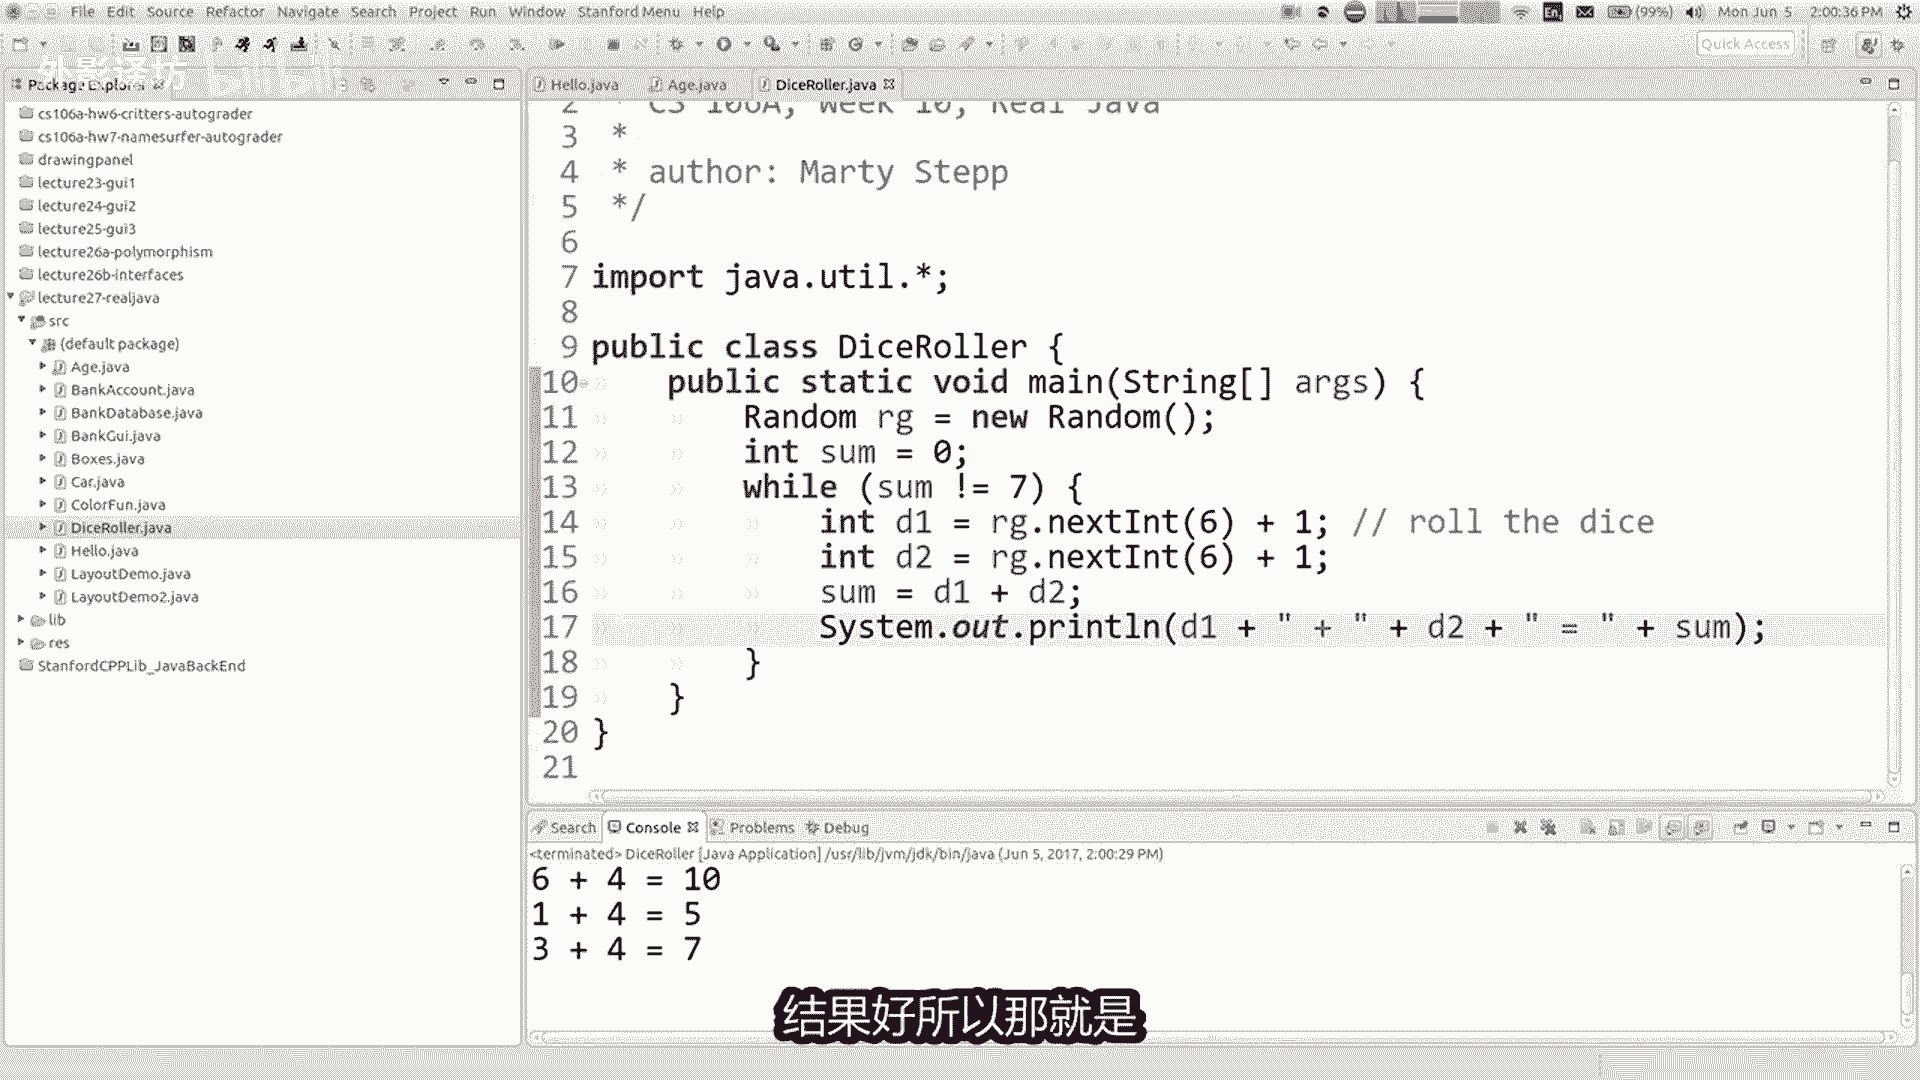 File Edit Source Refactor Navigate Search Project Run Window Stanford Menu Help
En (99%) Mon Jun 5 2:00:36 PM
Quick Access
外影译坊 bilibili
Package Explorer
Hello.java Age.java DiceRoller.java
cs106a-hw6-critters-autograder
cs106a-hw7-namesurfer-autograder
drawingpanel
lecture23-gui1
lecture24-gui2
lecture25-gui3
lecture26a-polymorphism
lecture26b-interfaces
lecture27-realjava
src
(default package)
Age.java
BankAccount.java
BankDatabase.java
BankGui.java
Boxes.java
Car.java
ColorFun.java
DiceRoller.java
Hello.java
LayoutDemo.java
LayoutDemo2.java
lib
res
StanfordCPPLib_JavaBackEnd
2 * CS 106A, Week 10, Real Java
3 *
4 * author: Marty Stepp
5 */
6
7 import java.util.*;
8
9 public class DiceRoller {
10 public static void main(String[] args) {
11 Random rg = new Random();
12 int sum = 0;
13 while (sum != 7) {
14 int d1 = rg.nextInt(6) + 1; // roll the dice
15 int d2 = rg.nextInt(6) + 1;
16 sum = d1 + d2;
17 System.out.println(d1 + " + " + d2 + " = " + sum);
18 }
19 }
20 }
21
Search Console Problems Debug
<terminated> DiceRoller [Java Application] /usr/lib/jvm/jdk/bin/java (Jun 5, 2017, 2:00:29 PM)
6 + 4 = 10
1 + 4 = 5
3 + 4 = 7
结果好所以那就是